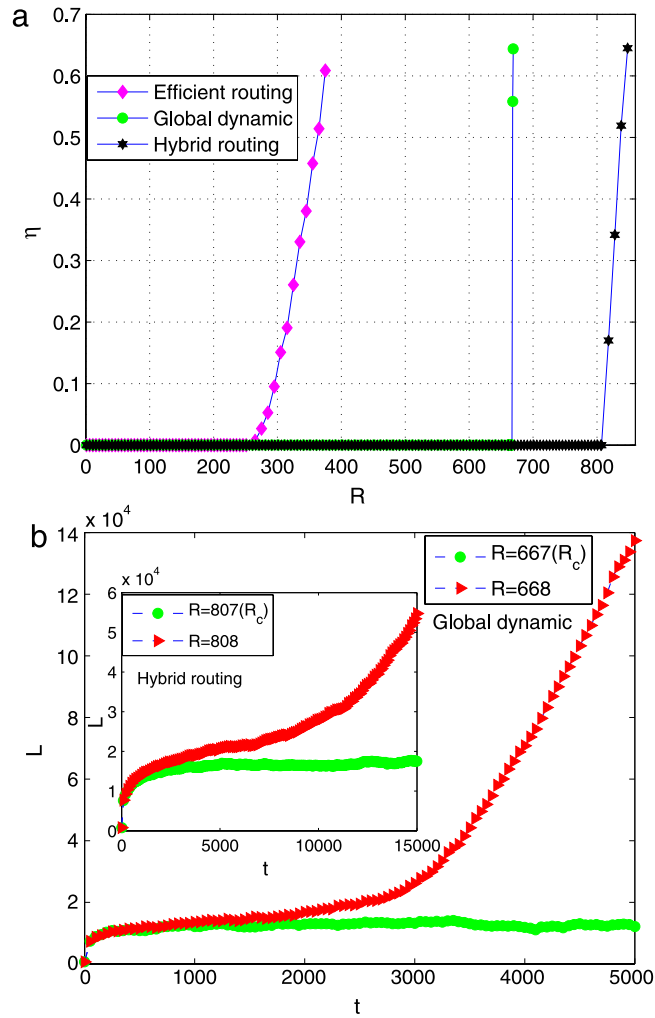 a
0.7
0.6
0.5
0.4
0.3
0.2
0.1
0
η
Efficient routing
Global dynamic
Hybrid routing
0 100 200 300 400 500 600 700 800
R
b
x 10^4
14
12
10
8
6
4
2
0
L
R=667(R_c)
R=668
Global dynamic
x 10^4
6
5
4
3
2
1
0
L
R=807(R_c)
R=808
Hybrid routing
0 5000 10000 15000
t
0 1000 2000 3000 4000 5000
t